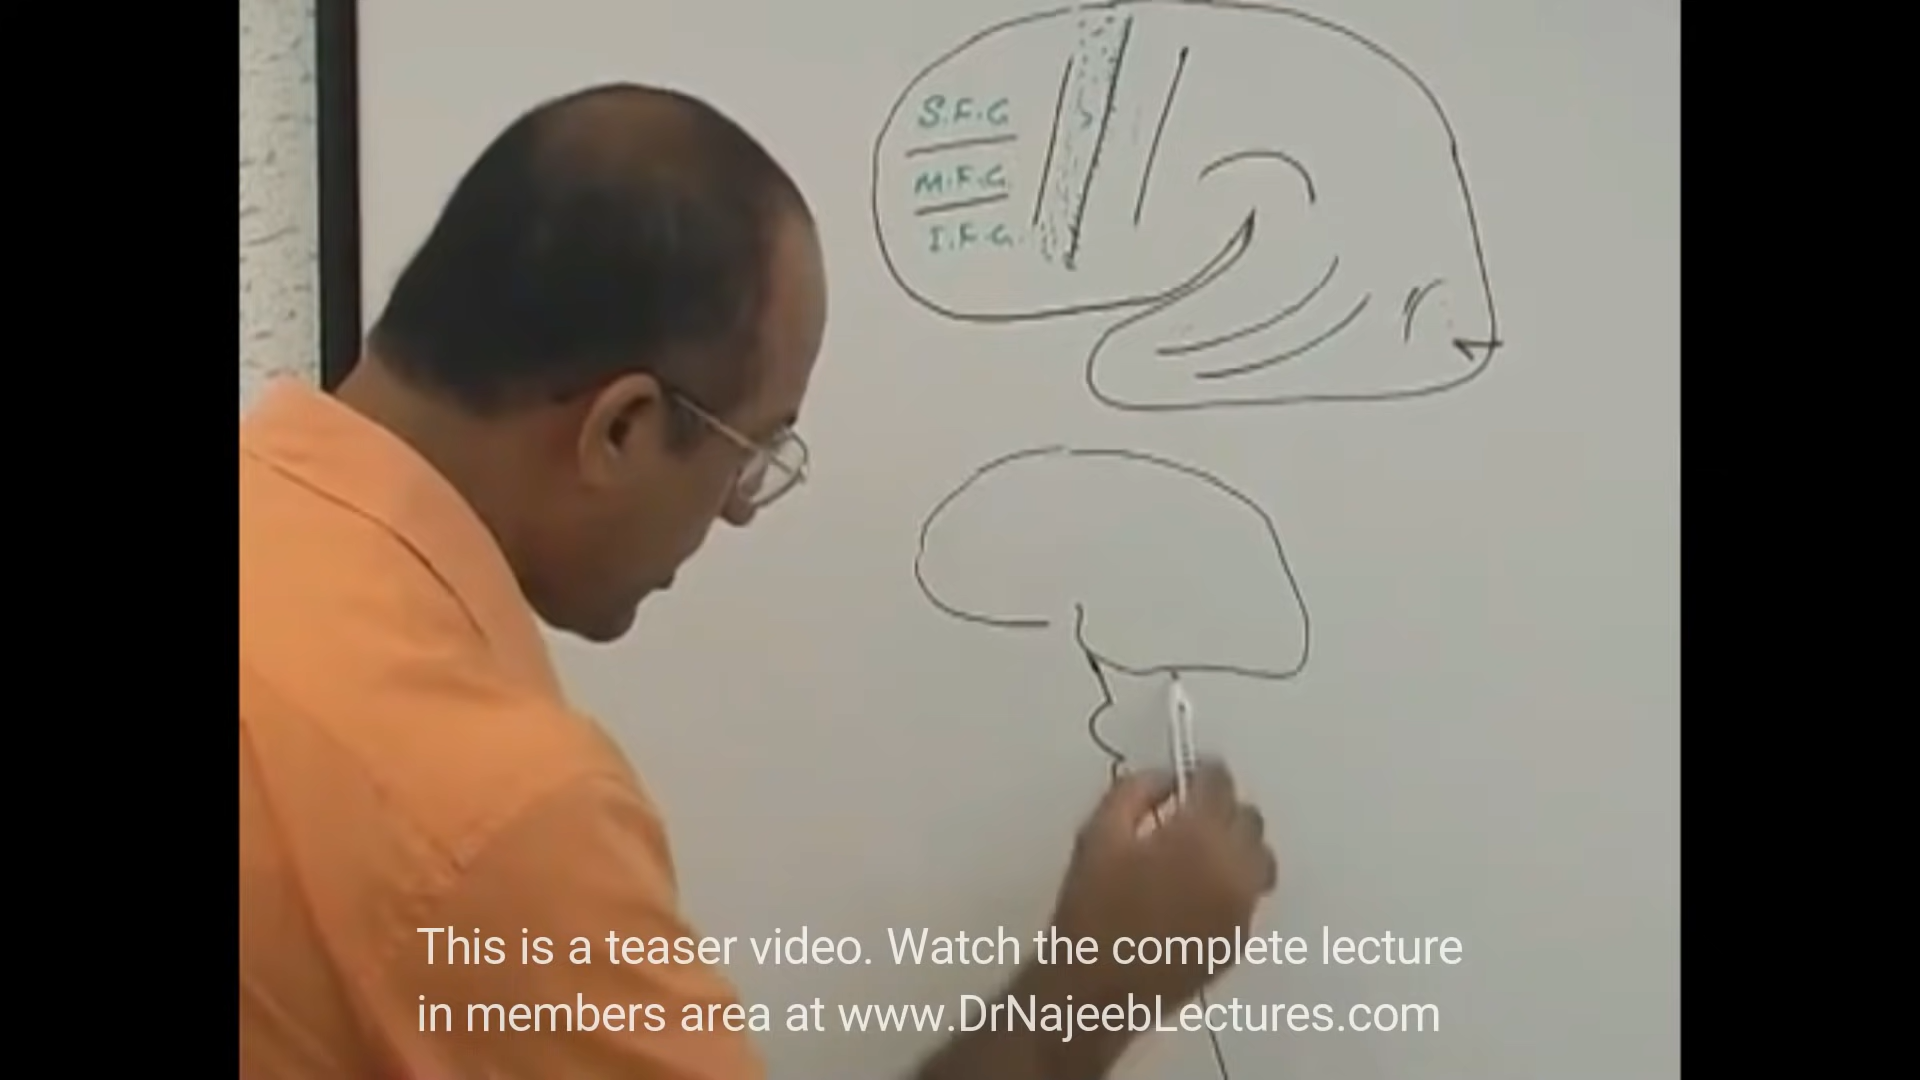 S.F.G
M.F.G.
I.F.G.
This is a teaser video. Watch the complete lecture
in members area at www.DrNajeebLectures.com